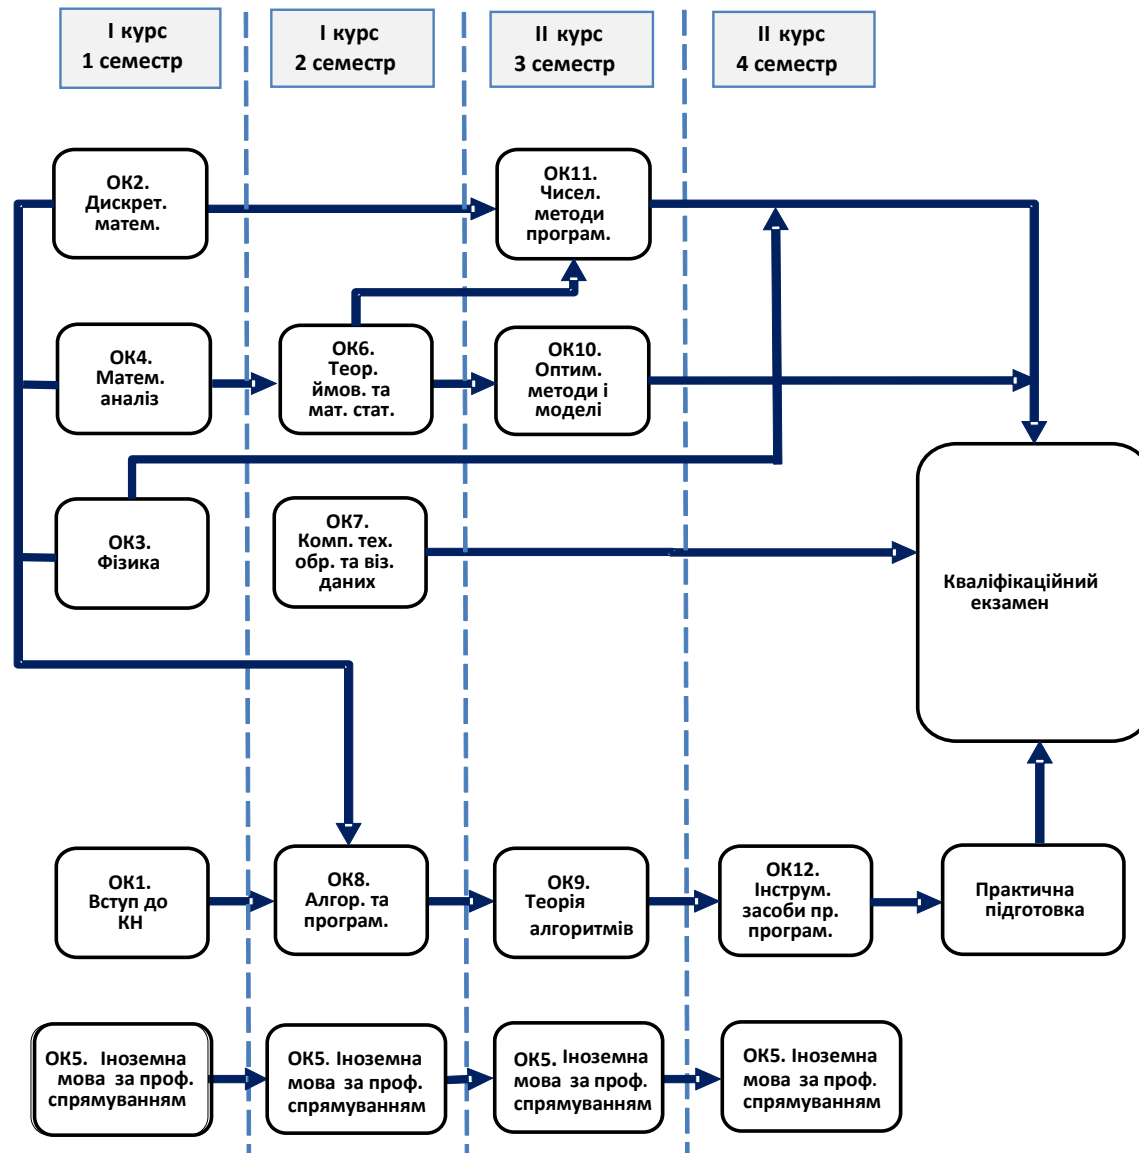 І курс
1 семестр
І курс
2 семестр
ІІ курс
3 семестр
ІІ курс
4 семестр
ОК2.
Дискрет.
матем.
ОК11.
Чисел.
методи
програм.
ОК4.
Матем.
аналіз
ОК6.
Теор.
ймов. та
мат. стат.
ОК10.
Оптим.
методи і
моделі
ОК3.
Фізика
ОК7.
Комп. тех.
обр. та віз.
даних
Кваліфікаційний
екзамен
ОК1.
Вступ до
КН
ОК8.
Алгор. та
програм.
ОК9.
Теорія
алгоритмів
ОК12.
Інструм.
засоби пр.
програм.
Практична
підготовка
ОК5. Іноземна
мова за проф.
спрямуванням
ОК5. Іноземна
мова за проф.
спрямуванням
ОК5. Іноземна
мова за проф.
спрямуванням
ОК5. Іноземна
мова за проф.
спрямуванням